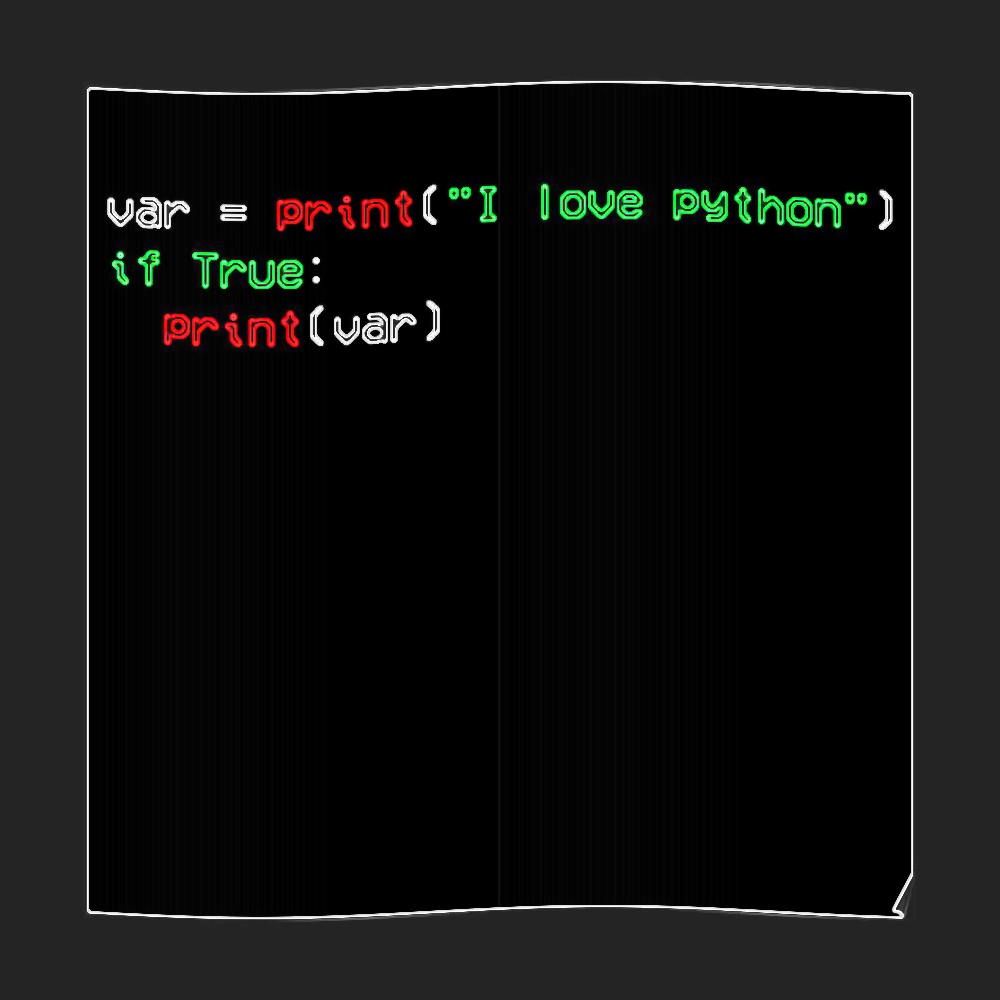 var = print("I love python")
if True:
  print(var)